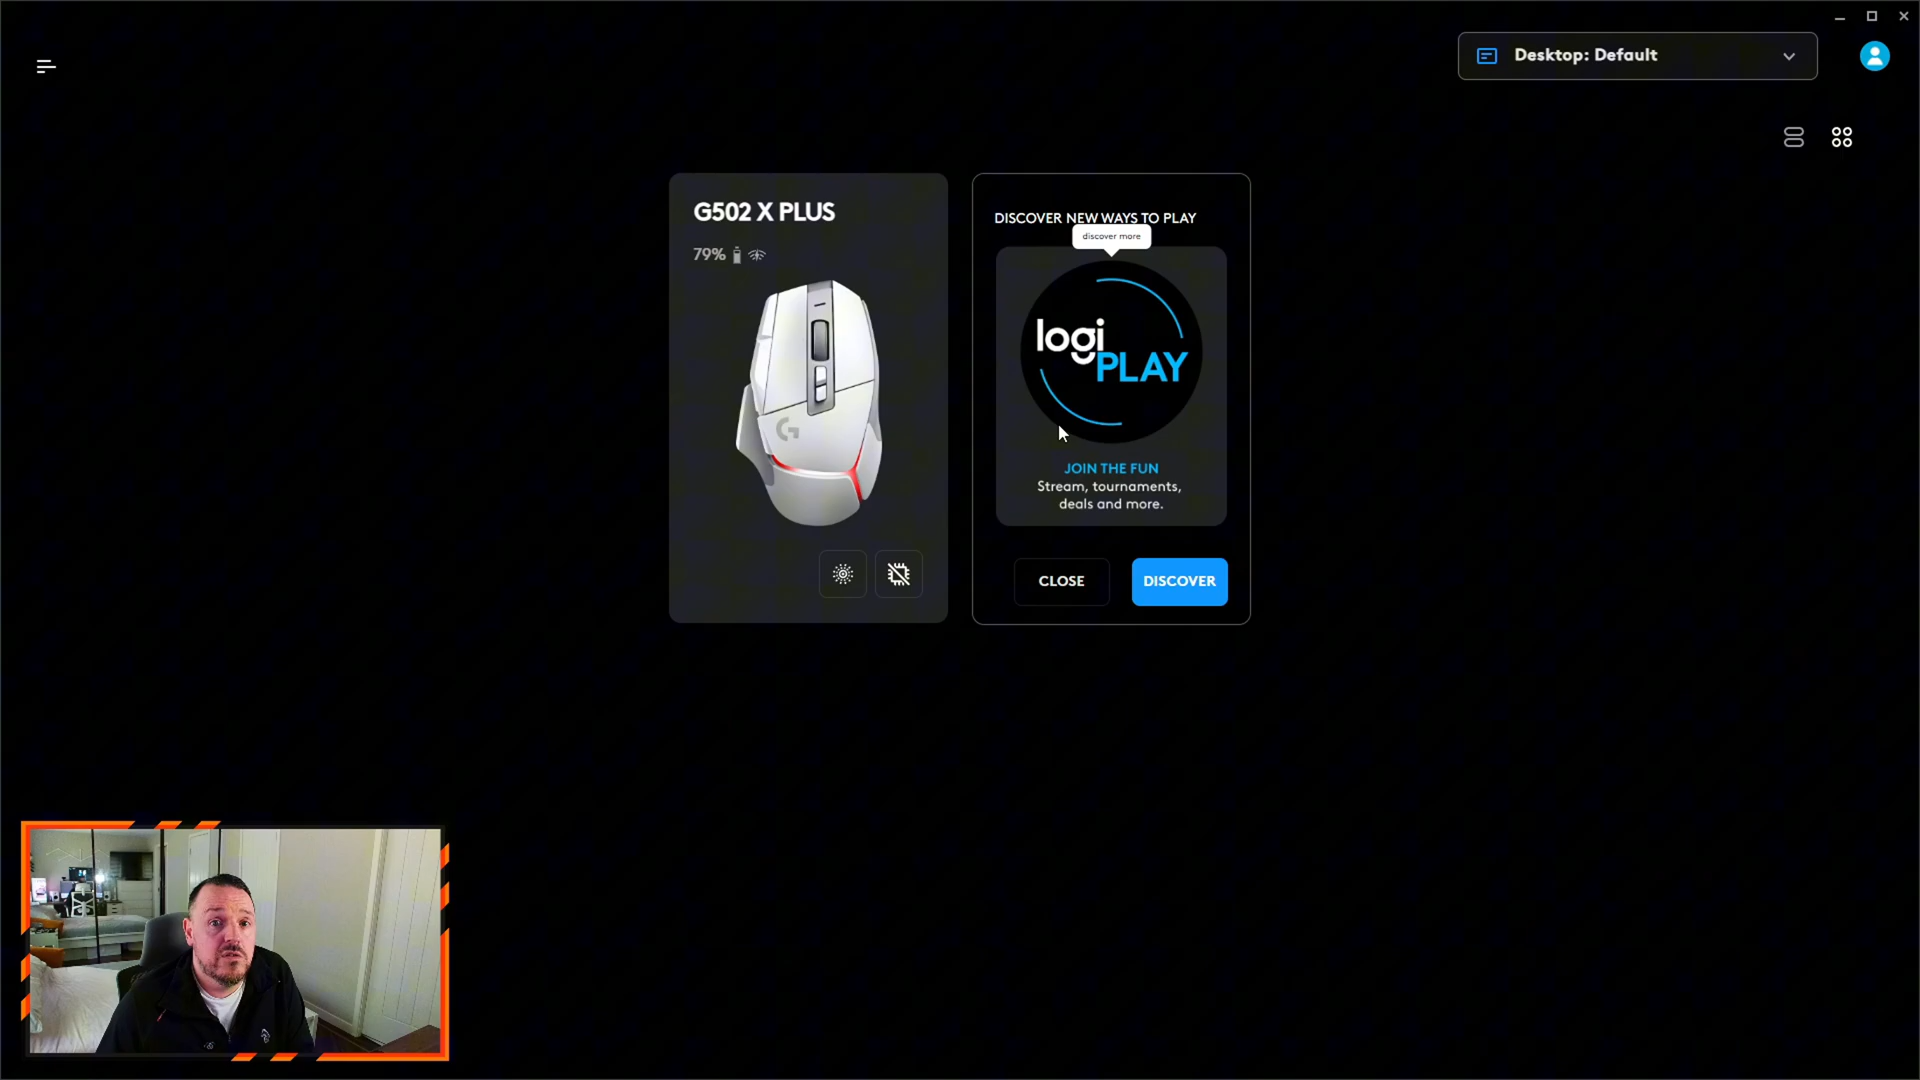 Desktop: Default
G502 X PLUS
79%
DISCOVER NEW WAYS TO PLAY
discover more
logi
PLAY
JOIN THE FUN
Stream, tournaments,
deals and more.
CLOSE
DISCOVER